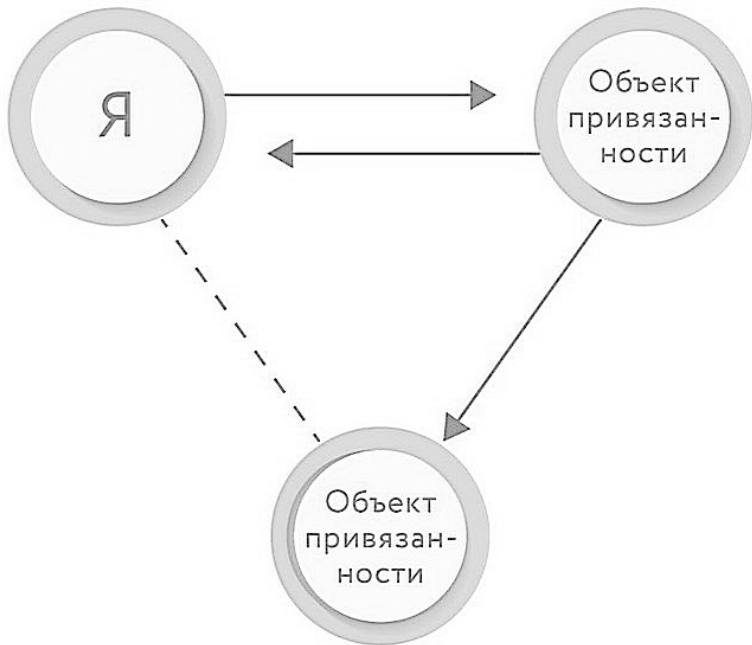 Я
Объект
привязан-
ности
Объект
привязан-
ности